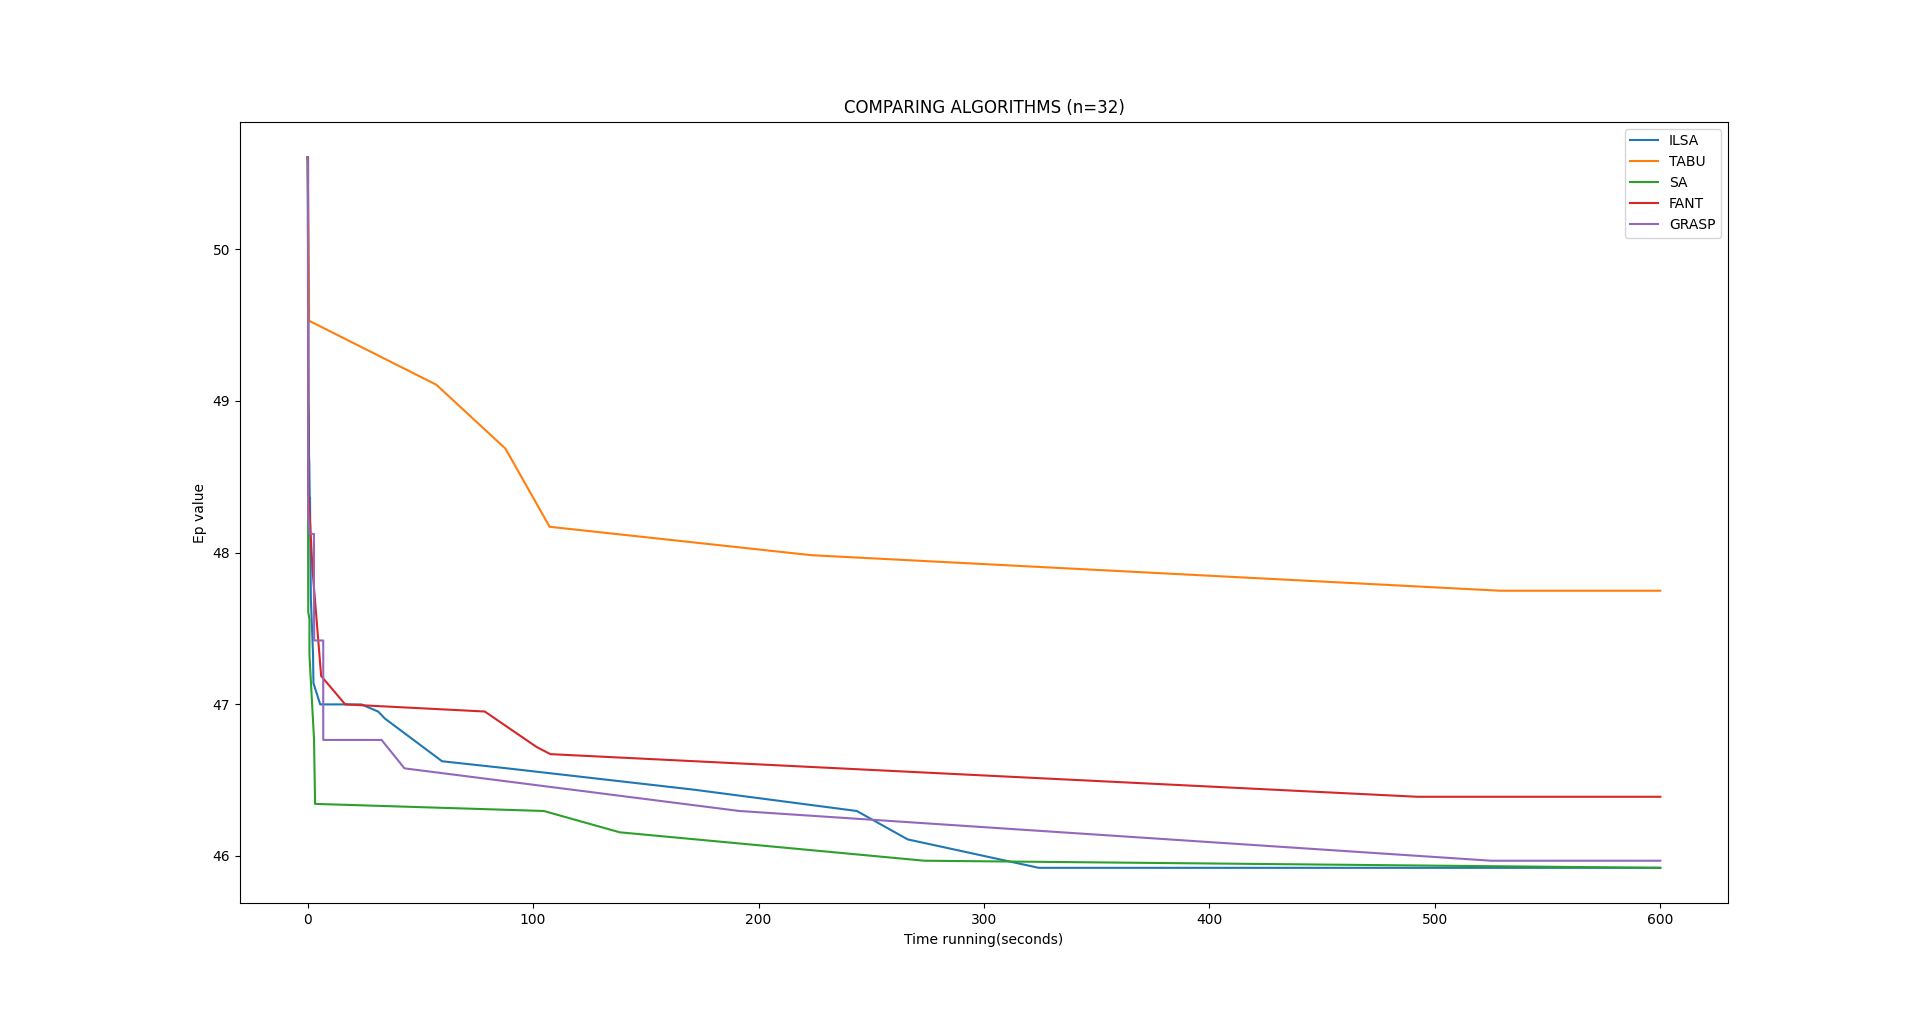 COMPARING ALGORITHMS (n=32)
ILSA
TABU
SA
FANT
GRASP
50
49
48
47
46
Ep value
0 100 200 300 400 500 600
Time running(seconds)